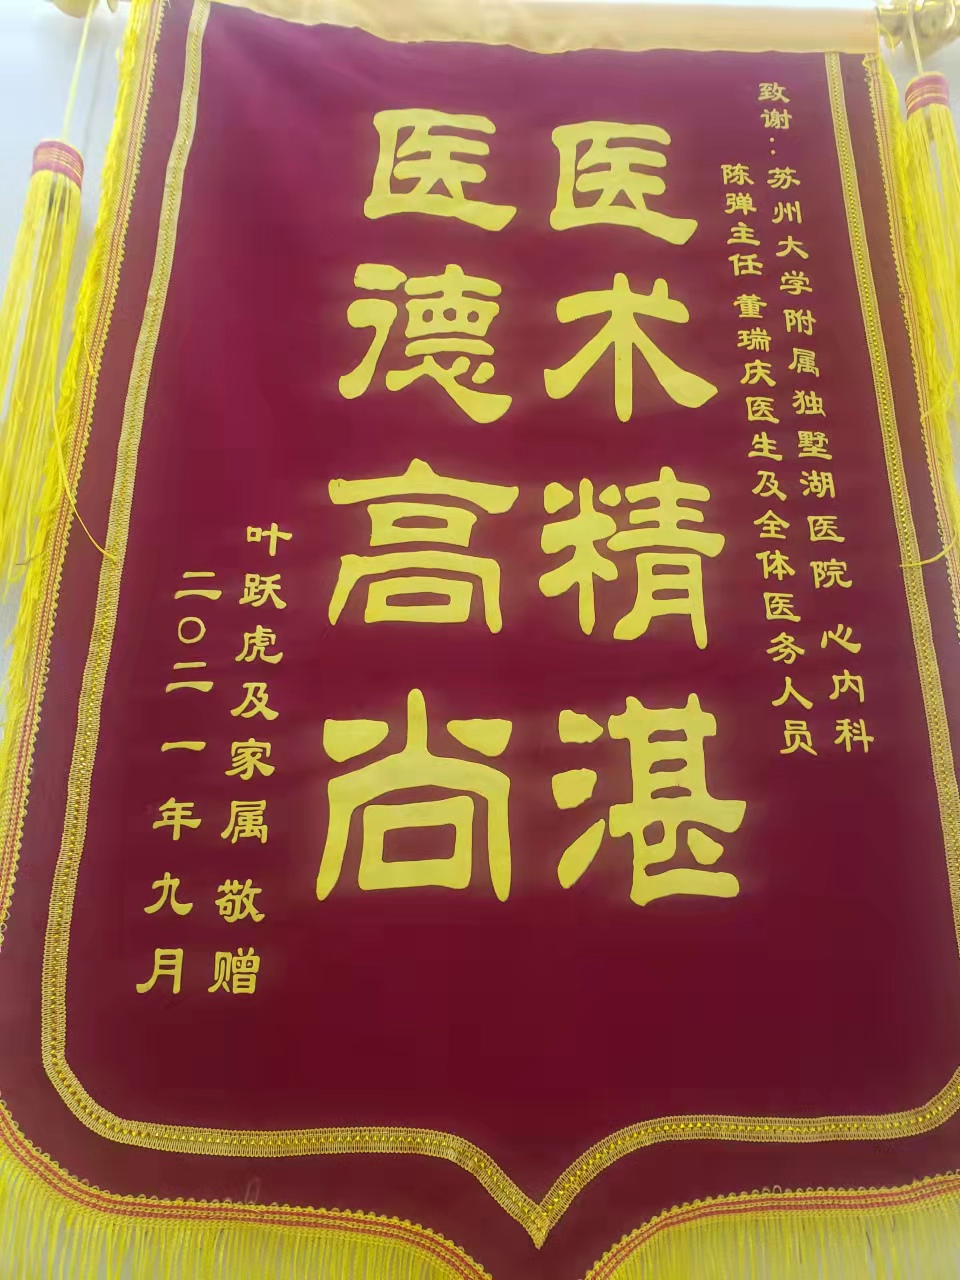 致谢：苏州大学附属独墅湖医院 心内科
陈弹主任 董瑞庆医生及全体医务人员
医术精湛
医德高尚
叶跃虎及家属 敬赠
二〇二一年九月